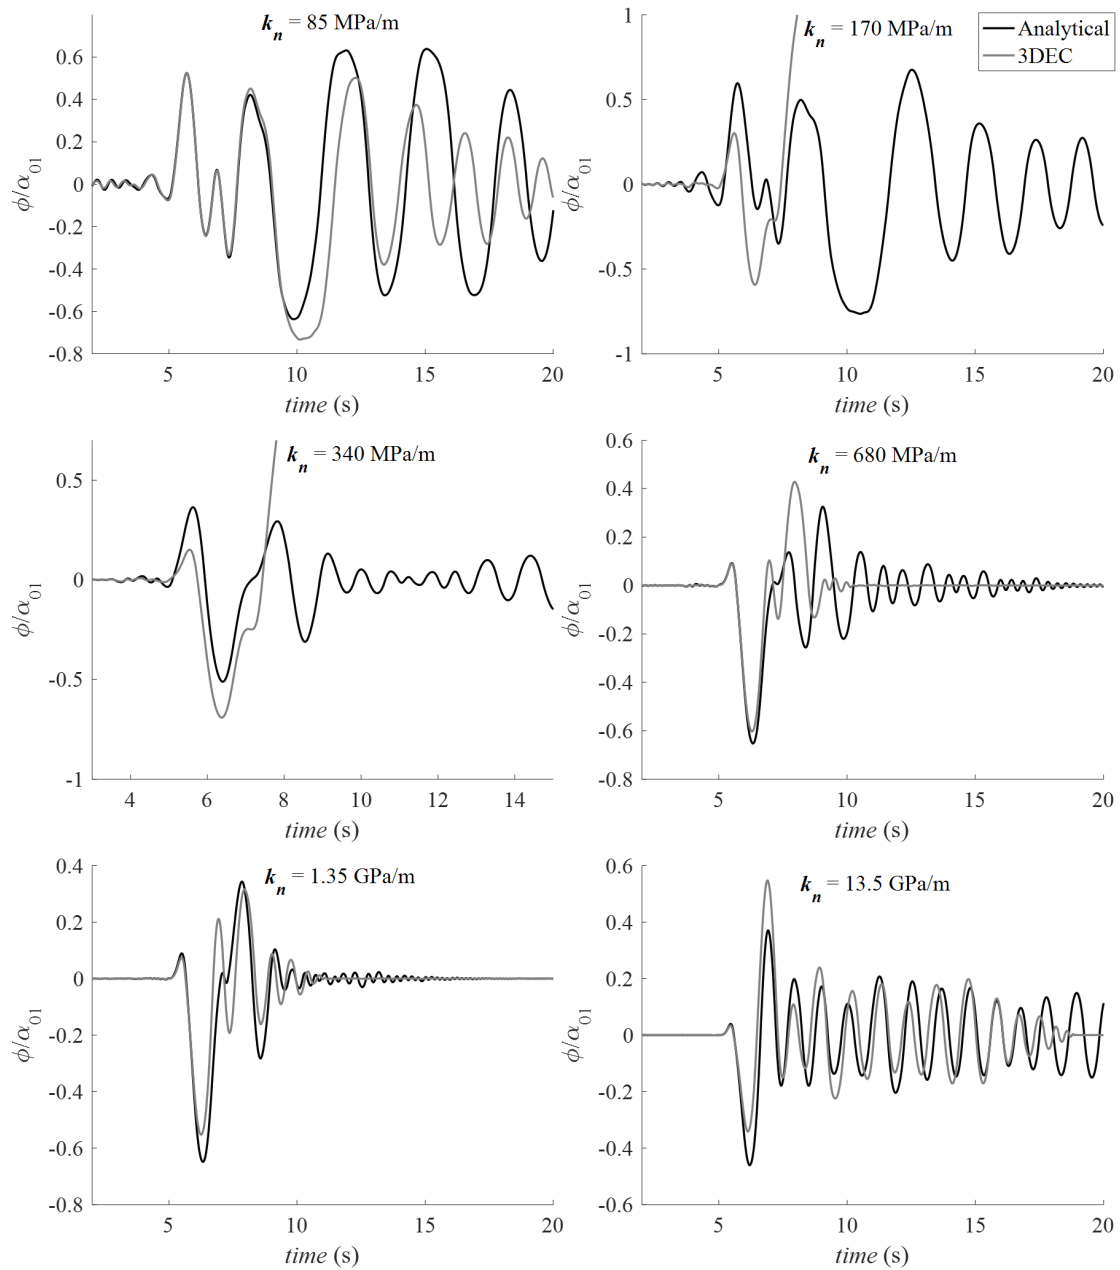 k_n = 85 MPa/m
0.6
0.4
0.2
0
-0.2
-0.4
-0.6
-0.8
ϕ/α_01
5 10 15 20
time (s)
k_n = 170 MPa/m
Analytical
3DEC
1
0.5
0
-0.5
-1
ϕ/α_01
5 10 15 20
time (s)
k_n = 340 MPa/m
0.5
0
-0.5
-1
ϕ/α_01
4 6 8 10 12 14
time (s)
k_n = 680 MPa/m
0.6
0.4
0.2
0
-0.2
-0.4
-0.6
-0.8
ϕ/α_01
5 10 15 20
time (s)
k_n = 1.35 GPa/m
0.4
0.2
0
-0.2
-0.4
-0.6
-0.8
ϕ/α_01
5 10 15 20
time (s)
k_n = 13.5 GPa/m
0.6
0.4
0.2
0
-0.2
-0.4
-0.6
ϕ/α_01
5 10 15 20
time (s)